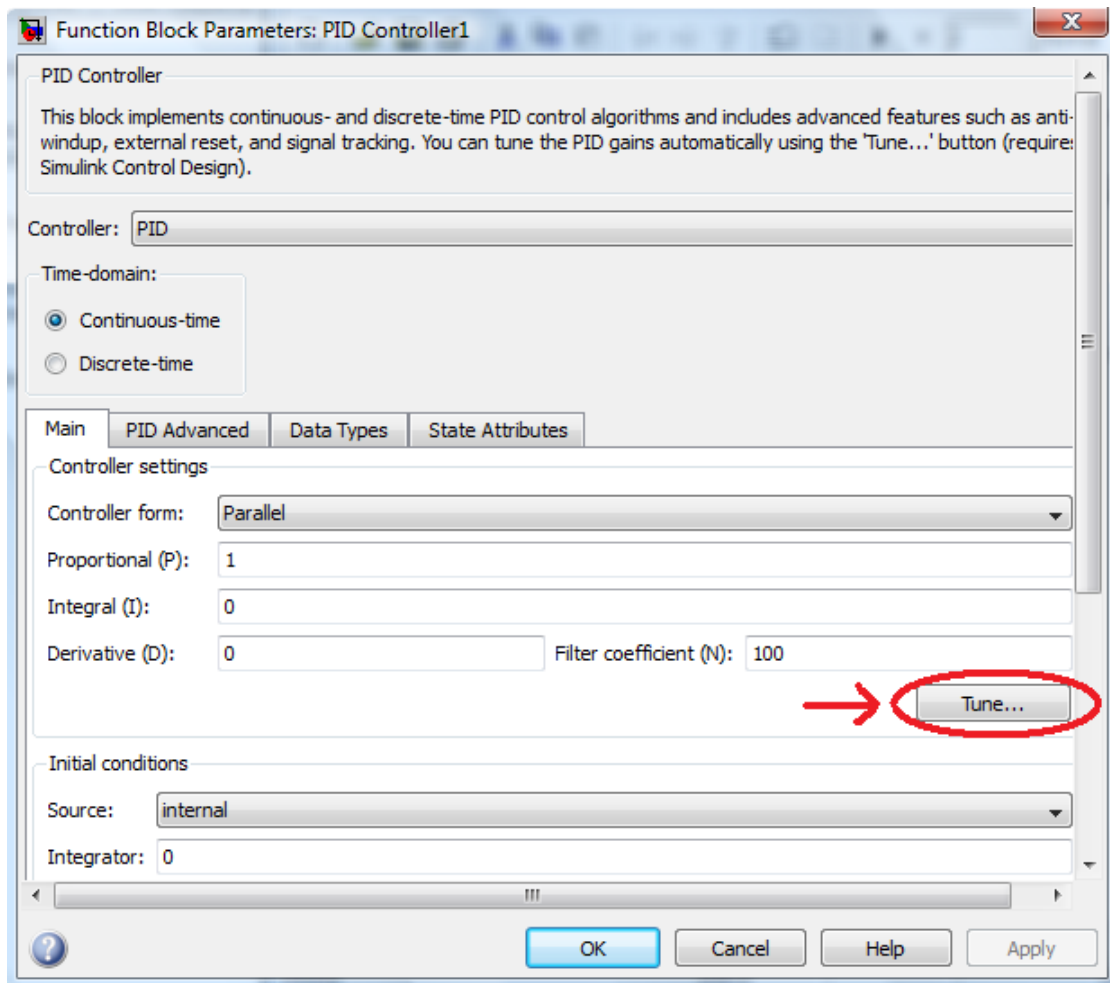 Function Block Parameters: PID Controller1
PID Controller
This block implements continuous- and discrete-time PID control algorithms and includes advanced features such as anti-
windup, external reset, and signal tracking. You can tune the PID gains automatically using the 'Tune...' button (requires
Simulink Control Design).
Controller: PID
Time-domain:
Continuous-time
Discrete-time
Main PID Advanced Data Types State Attributes
Controller settings
Controller form: Parallel
Proportional (P): 1
Integral (I): 0
Derivative (D): 0 Filter coefficient (N): 100
Tune...
Initial conditions
Source: internal
Integrator: 0
OK Cancel Help Apply